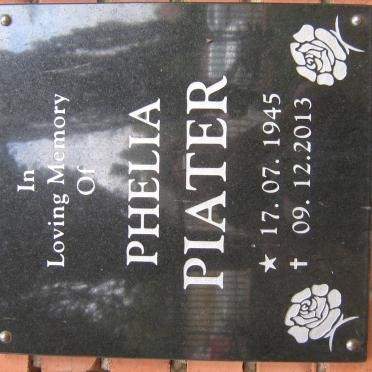 In
Loving Memory
Of
PHELIA
PIATER
★ 17. 07. 1945
✝ 09. 12. 2013